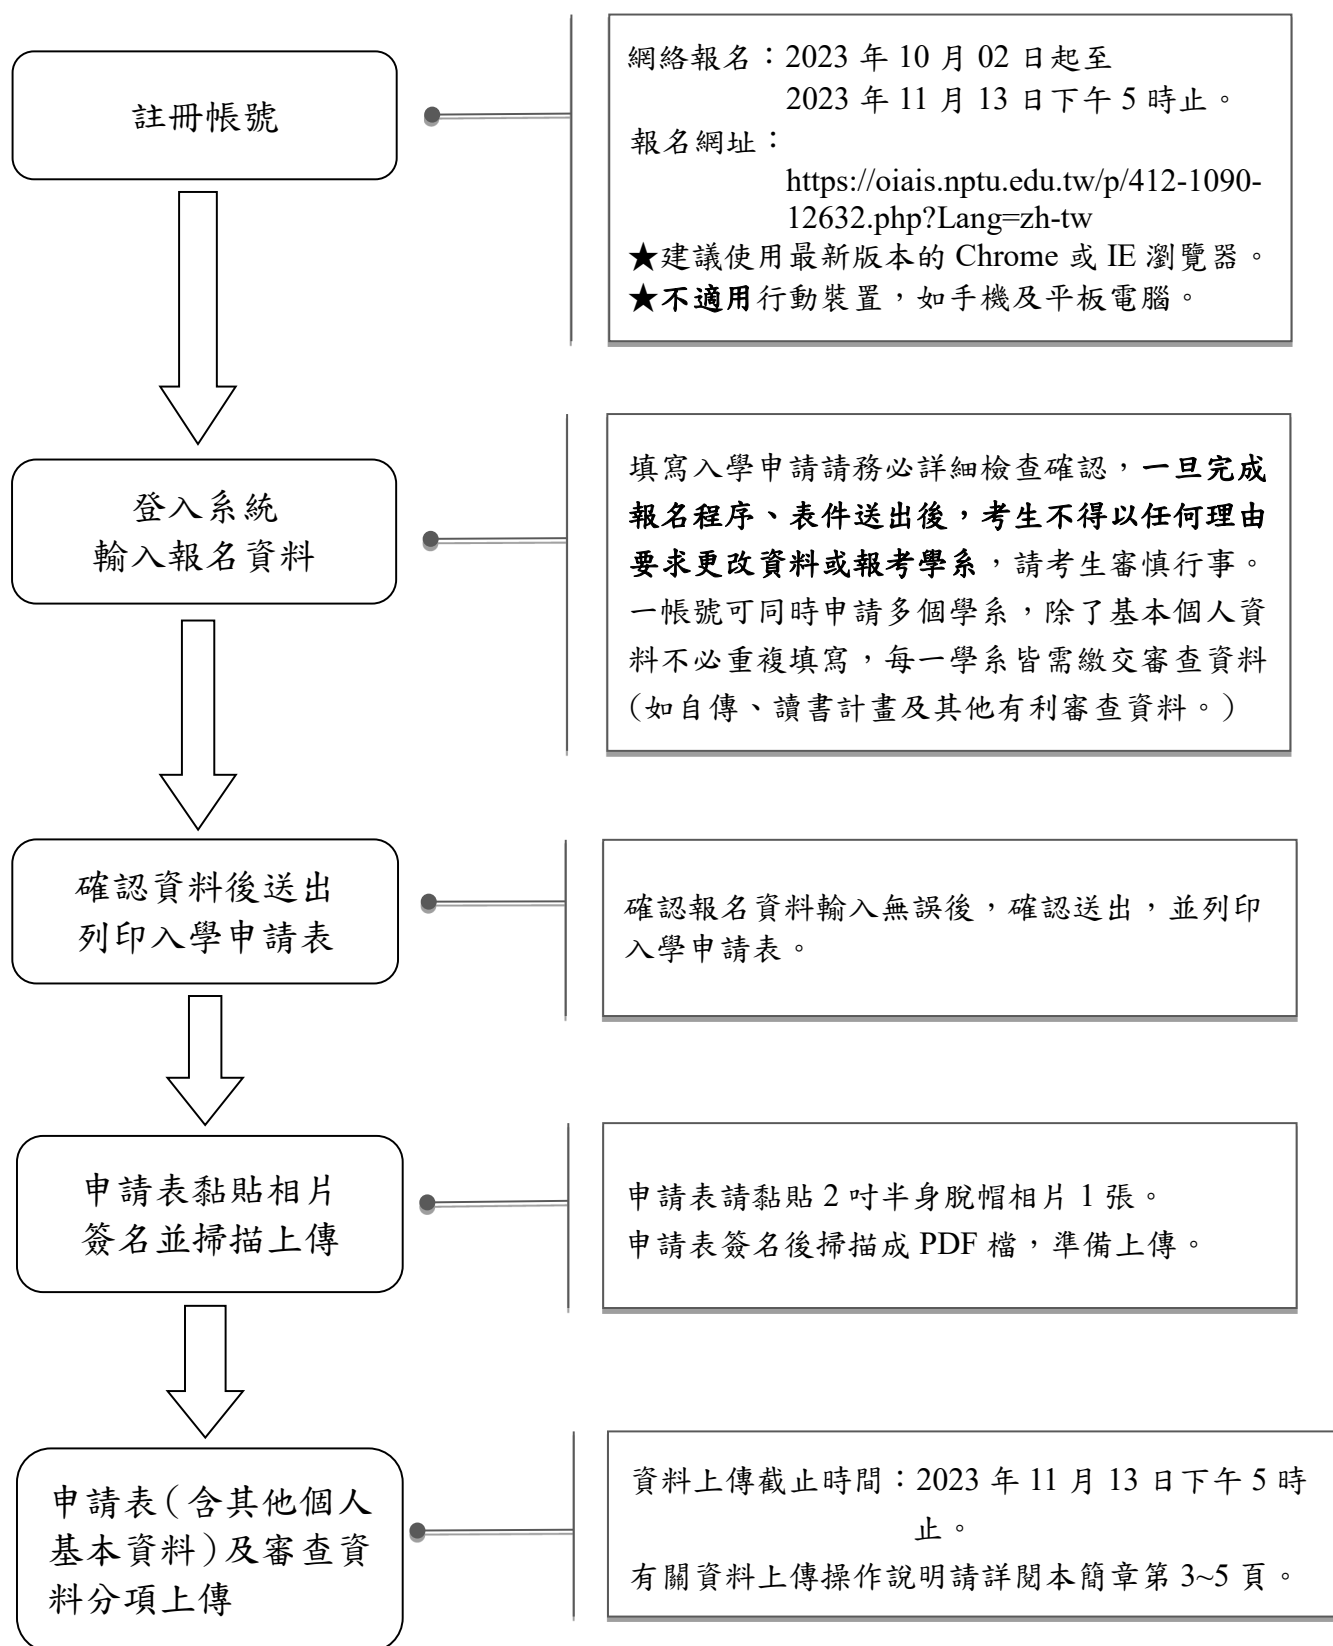 註冊帳號
網絡報名：2023 年 10 月 02 日起至
2023 年 11 月 13 日下午 5 時止。
報名網址：
https://oiais.nptu.edu.tw/p/412-1090-
12632.php?Lang=zh-tw
★建議使用最新版本的 Chrome 或 IE 瀏覽器。
★不適用行動裝置，如手機及平板電腦。
登入系統
輸入報名資料
填寫入學申請請務必詳細檢查確認，一旦完成
報名程序、表件送出後，考生不得以任何理由
要求更改資料或報考學系，請考生審慎行事。
一帳號可同時申請多個學系，除了基本個人資
料不必重複填寫，每一學系皆需繳交審查資料
(如自傳、讀書計畫及其他有利審查資料。)
確認資料後送出
列印入學申請表
確認報名資料輸入無誤後，確認送出，並列印
入學申請表。
申請表黏貼相片
簽名並掃描上傳
申請表請黏貼 2 吋半身脫帽相片 1 張。
申請表簽名後掃描成 PDF 檔，準備上傳。
申請表(含其他個人
基本資料)及審查資
料分項上傳
資料上傳截止時間：2023 年 11 月 13 日下午 5 時
止。
有關資料上傳操作說明請詳閱本簡章第 3~5 頁。